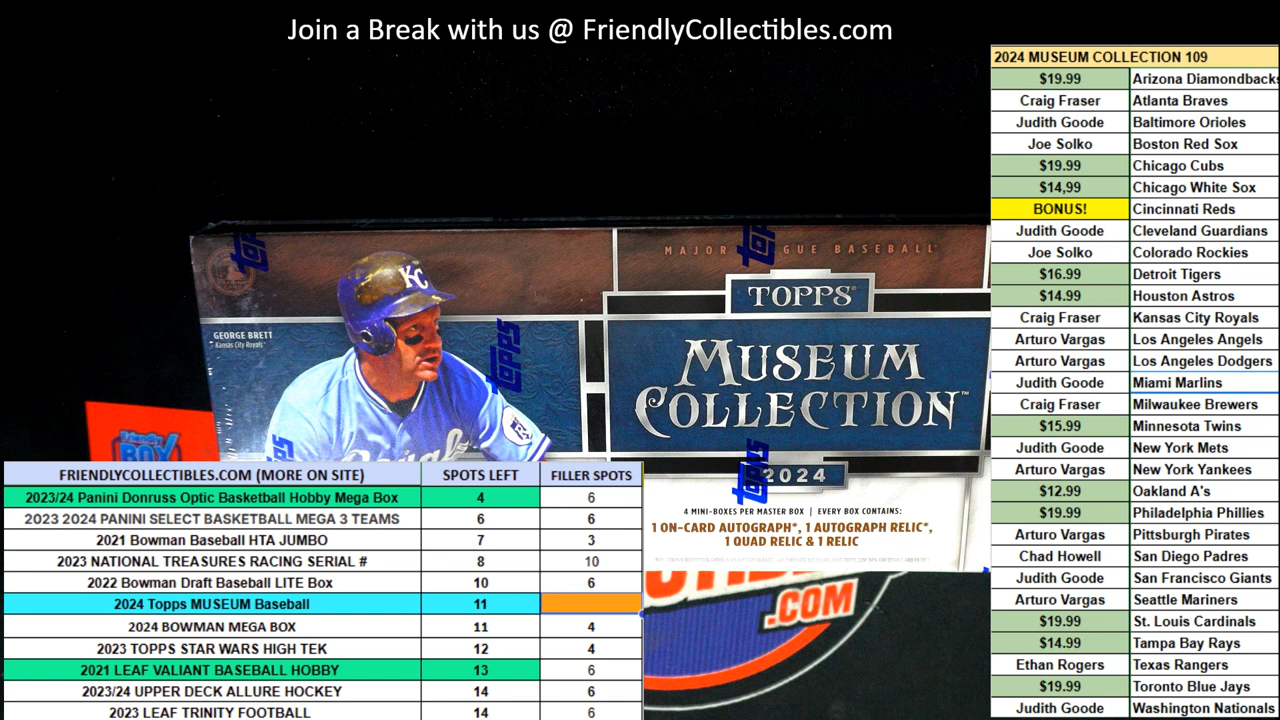 Join a Break with us @ FriendlyCollectibles.com
2024 MUSEUM COLLECTION 109
$19.99 Arizona Diamondbacks
Craig Fraser Atlanta Braves
Judith Goode Baltimore Orioles
Joe Solko Boston Red Sox
$19.99 Chicago Cubs
$14,99 Chicago White Sox
BONUS! Cincinnati Reds
Judith Goode Cleveland Guardians
Joe Solko Colorado Rockies
$16.99 Detroit Tigers
$14.99 Houston Astros
Craig Fraser Kansas City Royals
Arturo Vargas Los Angeles Angels
Arturo Vargas Los Angeles Dodgers
Judith Goode Miami Marlins
Craig Fraser Milwaukee Brewers
$15.99 Minnesota Twins
Judith Goode New York Mets
Arturo Vargas New York Yankees
$12.99 Oakland A's
$19.99 Philadelphia Phillies
Arturo Vargas Pittsburgh Pirates
Chad Howell San Diego Padres
Judith Goode San Francisco Giants
Arturo Vargas Seattle Mariners
$19.99 St. Louis Cardinals
$14.99 Tampa Bay Rays
Ethan Rogers Texas Rangers
$19.99 Toronto Blue Jays
Judith Goode Washington Nationals
topps
topps
MAJOR LEAGUE BASEBALL
TOPPS
GEORGE BRETT
Kansas City Royals
KC
topps
MUSEUM
COLLECTION™
topps
topps
2024
4 MINI-BOXES PER MASTER BOX | EVERY BOX CONTAINS:
1 ON-CARD AUTOGRAPH*, 1 AUTOGRAPH RELIC*,
1 QUAD RELIC & 1 RELIC
Friendly
BOX
.COM
FRIENDLYCOLLECTIBLES.COM (MORE ON SITE) SPOTS LEFT FILLER SPOTS
2023/24 Panini Donruss Optic Basketball Hobby Mega Box 4 6
2023 2024 PANINI SELECT BASKETBALL MEGA 3 TEAMS 6 6
2021 Bowman Baseball HTA JUMBO 7 3
2023 NATIONAL TREASURES RACING SERIAL # 8 10
2022 Bowman Draft Baseball LITE Box 10 6
2024 Topps MUSEUM Baseball 11
2024 BOWMAN MEGA BOX 11 4
2023 TOPPS STAR WARS HIGH TEK 12 4
2021 LEAF VALIANT BASEBALL HOBBY 13 6
2023/24 UPPER DECK ALLURE HOCKEY 14 6
2023 LEAF TRINITY FOOTBALL 14 6